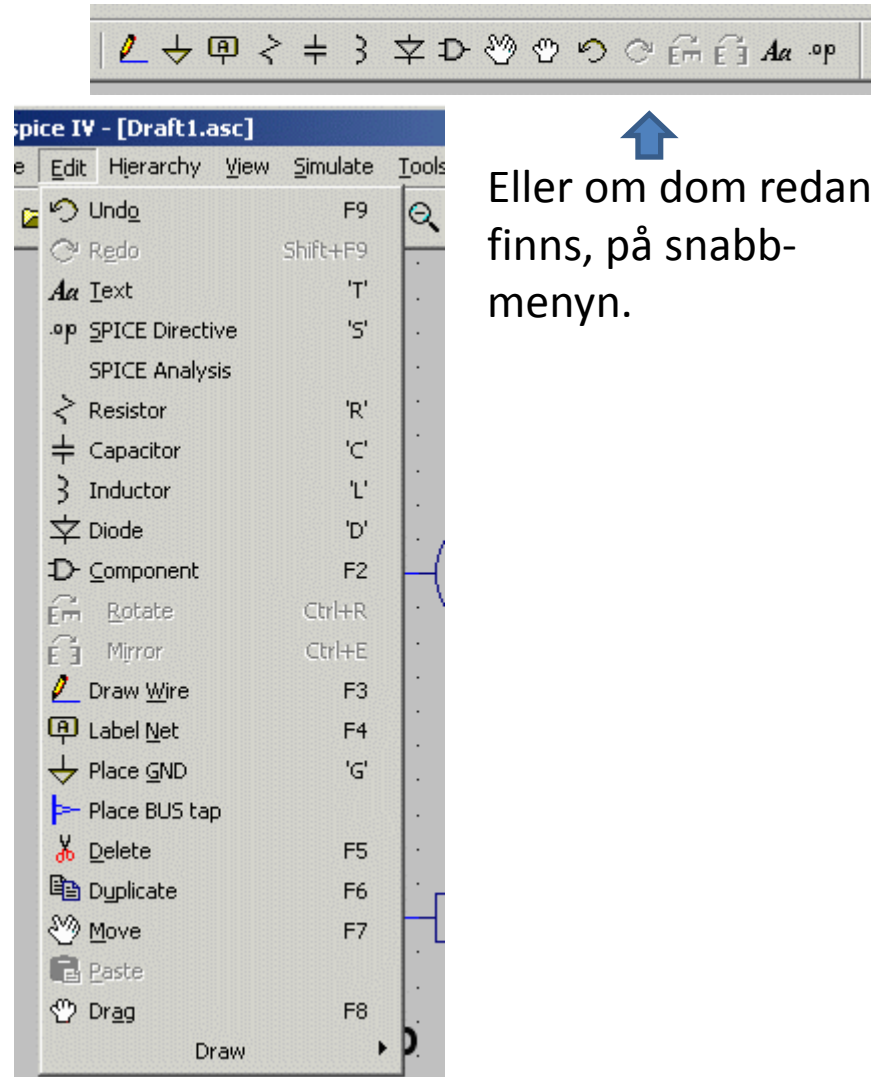 Aa .op
spice IV - [Draft1.asc]
e Edit Hierarchy View Simulate Tools
Undo F9
Redo Shift+F9
Aa Text 'T'
.op SPICE Directive 'S'
SPICE Analysis
Resistor 'R'
Capacitor 'C'
Inductor 'L'
Diode 'D'
Component F2
Rotate Ctrl+R
Mirror Ctrl+E
Draw Wire F3
A Label Net F4
Place GND 'G'
Place BUS tap
Delete F5
Duplicate F6
Move F7
Paste
Drag F8
Draw
Eller om dom redan
finns, på snabb-
menyn.